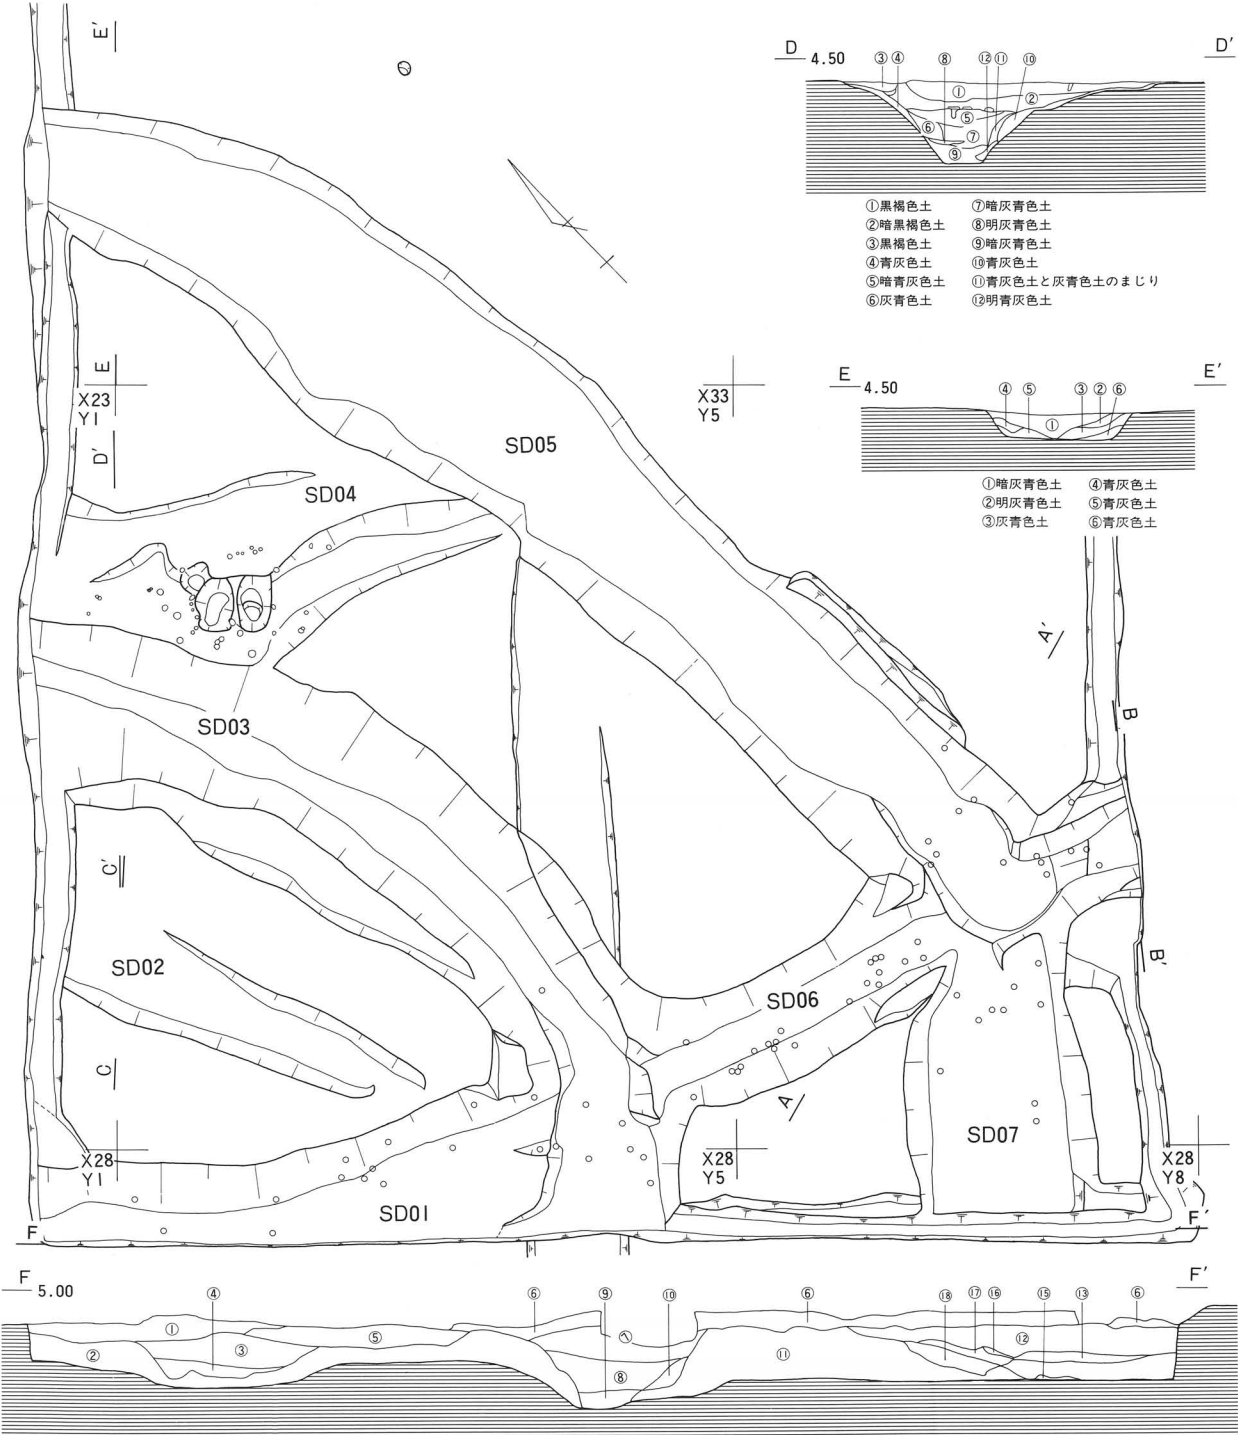 E'
D 4.50 D'
③ ④ ⑧ ⑫ ⑪ ⑩
① ② ⑤ ⑥ ⑦ ⑨
①黒褐色土 ⑦暗灰青色土
②暗黒褐色土 ⑧明灰青色土
③黒褐色土 ⑨暗灰青色土
④青灰色土 ⑩青灰色土
⑤暗青灰色土 ⑪青灰色土と灰青色土のまじり
⑥灰青色土 ⑫明青灰色土
E
X23
Y1
D'
X33
Y5
E 4.50 E'
④ ⑤ ③ ② ⑥
①
①暗灰青色土 ④青灰色土
②明灰青色土 ⑤青灰色土
③灰青色土 ⑥青灰色土
SD05
SD04
A'
B
SD03
C'
SD02
B'
SD06
C
A
SD07
X28
Y1
X28
Y5
X28
Y8
SD01
F F'
F 5.00 F'
④ ⑥ ⑨ ⑩ ⑥ ⑱ ⑰ ⑯ ⑮ ⑬ ⑥
① ② ③ ⑤ 7 ⑧ ⑪ ⑫